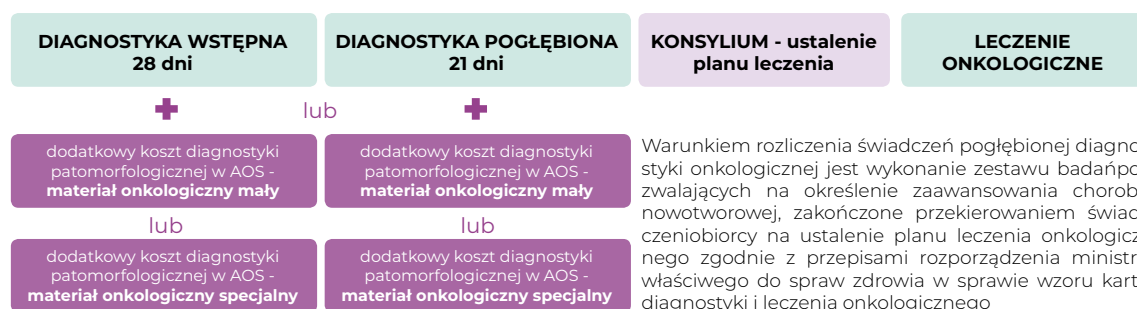 DIAGNOSTYKA WSTĘPNA
28 dni
DIAGNOSTYKA POGŁĘBIONA
21 dni
KONSYLIUM - ustalenie
planu leczenia
LECZENIE
ONKOLOGICZNE
lub
dodatkowy koszt diagnostyki
patomorfologicznej w AOS -
materiał onkologiczny mały
dodatkowy koszt diagnostyki
patomorfologicznej w AOS -
materiał onkologiczny mały
lub
lub
dodatkowy koszt diagnostyki
patomorfologicznej w AOS -
materiał onkologiczny specjalny
dodatkowy koszt diagnostyki
patomorfologicznej w AOS -
materiał onkologiczny specjalny
Warunkiem rozliczenia świadczeń pogłębionej diagno
styki onkologicznej jest wykonanie zestawu badańpo
zwalających na określenie zaawansowania chorob
nowotworowej, zakończone przekierowaniem świad
czeniobiorcy na ustalenie planu leczenia onkologicz
nego zgodnie z przepisami rozporządzenia ministr
właściwego do spraw zdrowia w sprawie wzoru kart
diagnostyki i leczenia onkologicznego